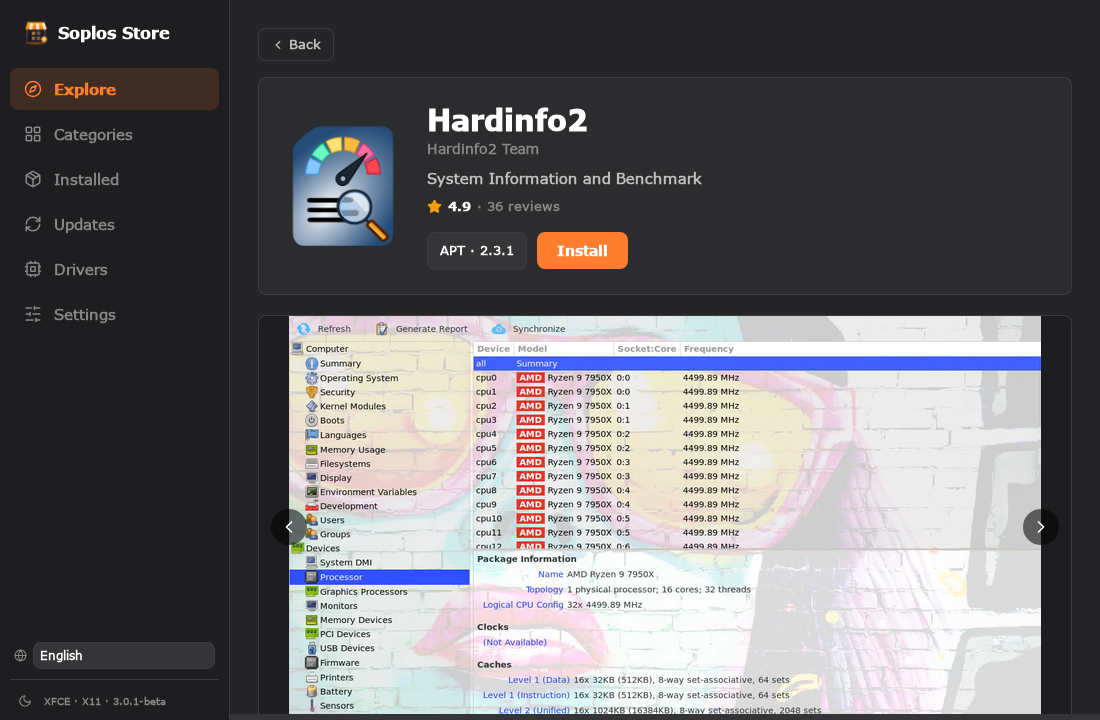 Soplos Store
Explore
Categories
Installed
Updates
Drivers
Settings
English
XFCE · X11 · 3.0.1-beta
Back
Hardinfo2
Hardinfo2 Team
System Information and Benchmark
4.9 · 36 reviews
APT · 2.3.1
Install
Refresh Generate Report Synchronize
Computer
Summary
Operating System
Security
Kernel Modules
Boots
Languages
Memory Usage
Filesystems
Display
Environment Variables
Development
Users
Groups
Devices
System DMI
Processor
Graphics Processors
Monitors
Memory Devices
PCI Devices
USB Devices
Firmware
Printers
Battery
Sensors
Device Model Socket:Core Frequency
all Summary
cpu0 AMD Ryzen 9 7950X 0:0 4499.89 MHz
cpu1 AMD Ryzen 9 7950X 0:0 4499.89 MHz
cpu2 AMD Ryzen 9 7950X 0:1 4499.89 MHz
cpu3 AMD Ryzen 9 7950X 0:1 4499.89 MHz
cpu4 AMD Ryzen 9 7950X 0:2 4499.89 MHz
cpu5 AMD Ryzen 9 7950X 0:2 4499.89 MHz
cpu6 AMD Ryzen 9 7950X 0:3 4499.89 MHz
cpu7 AMD Ryzen 9 7950X 0:3 4499.89 MHz
cpu8 AMD Ryzen 9 7950X 0:4 4499.89 MHz
cpu9 AMD Ryzen 9 7950X 0:4 4499.89 MHz
cpu10 AMD Ryzen 9 7950X 0:5 4499.89 MHz
cpu11 AMD Ryzen 9 7950X 0:5 4499.89 MHz
cpu12 AMD Ryzen 9 7950X 0:6 4499.89 MHz
Package Information
Name AMD Ryzen 9 7950X
Topology 1 physical processor; 16 cores; 32 threads
Logical CPU Config 32x 4499.89 MHz
Clocks
(Not Available)
Caches
Level 1 (Data) 16x 32KB (512KB), 8-way set-associative, 64 sets
Level 1 (Instruction) 16x 32KB (512KB), 8-way set-associative, 64 sets
Level 2 (Unified) 16x 1024KB (16384KB), 8-way set-associative, 2048 sets